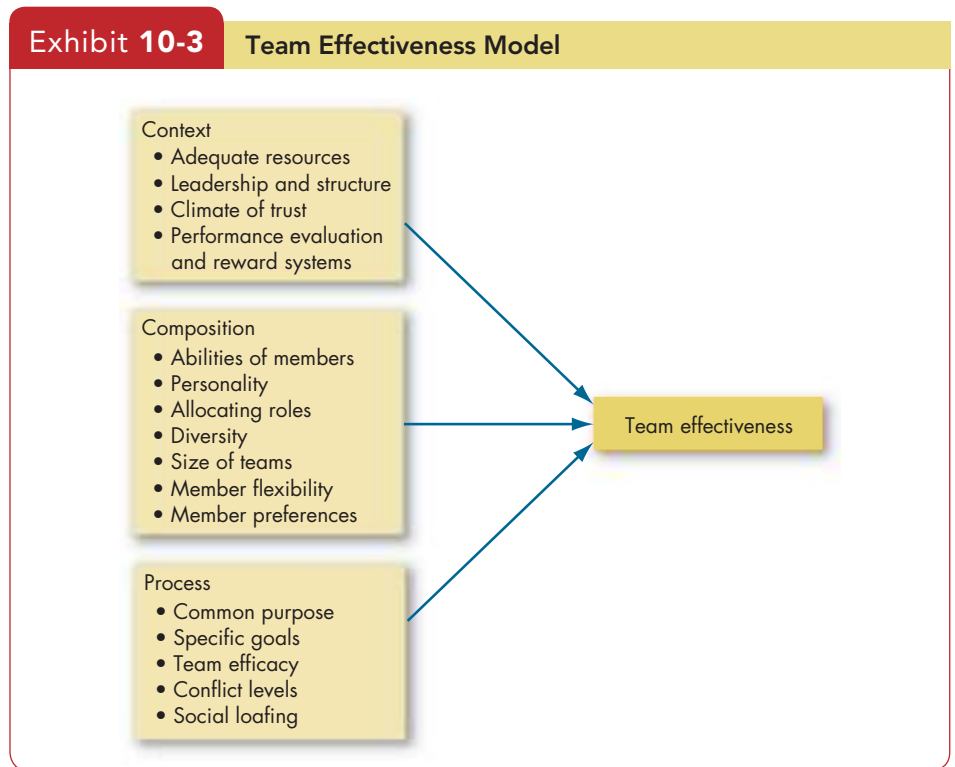 Exhibit 10-3
Team Effectiveness Model
Context
• Adequate resources
• Leadership and structure
• Climate of trust
• Performance evaluation
and reward systems
Composition
• Abilities of members
• Personality
• Allocating roles
• Diversity
• Size of teams
• Member flexibility
• Member preferences
Team effectiveness
Process
• Common purpose
• Specific goals
• Team efficacy
• Conflict levels
• Social loafing